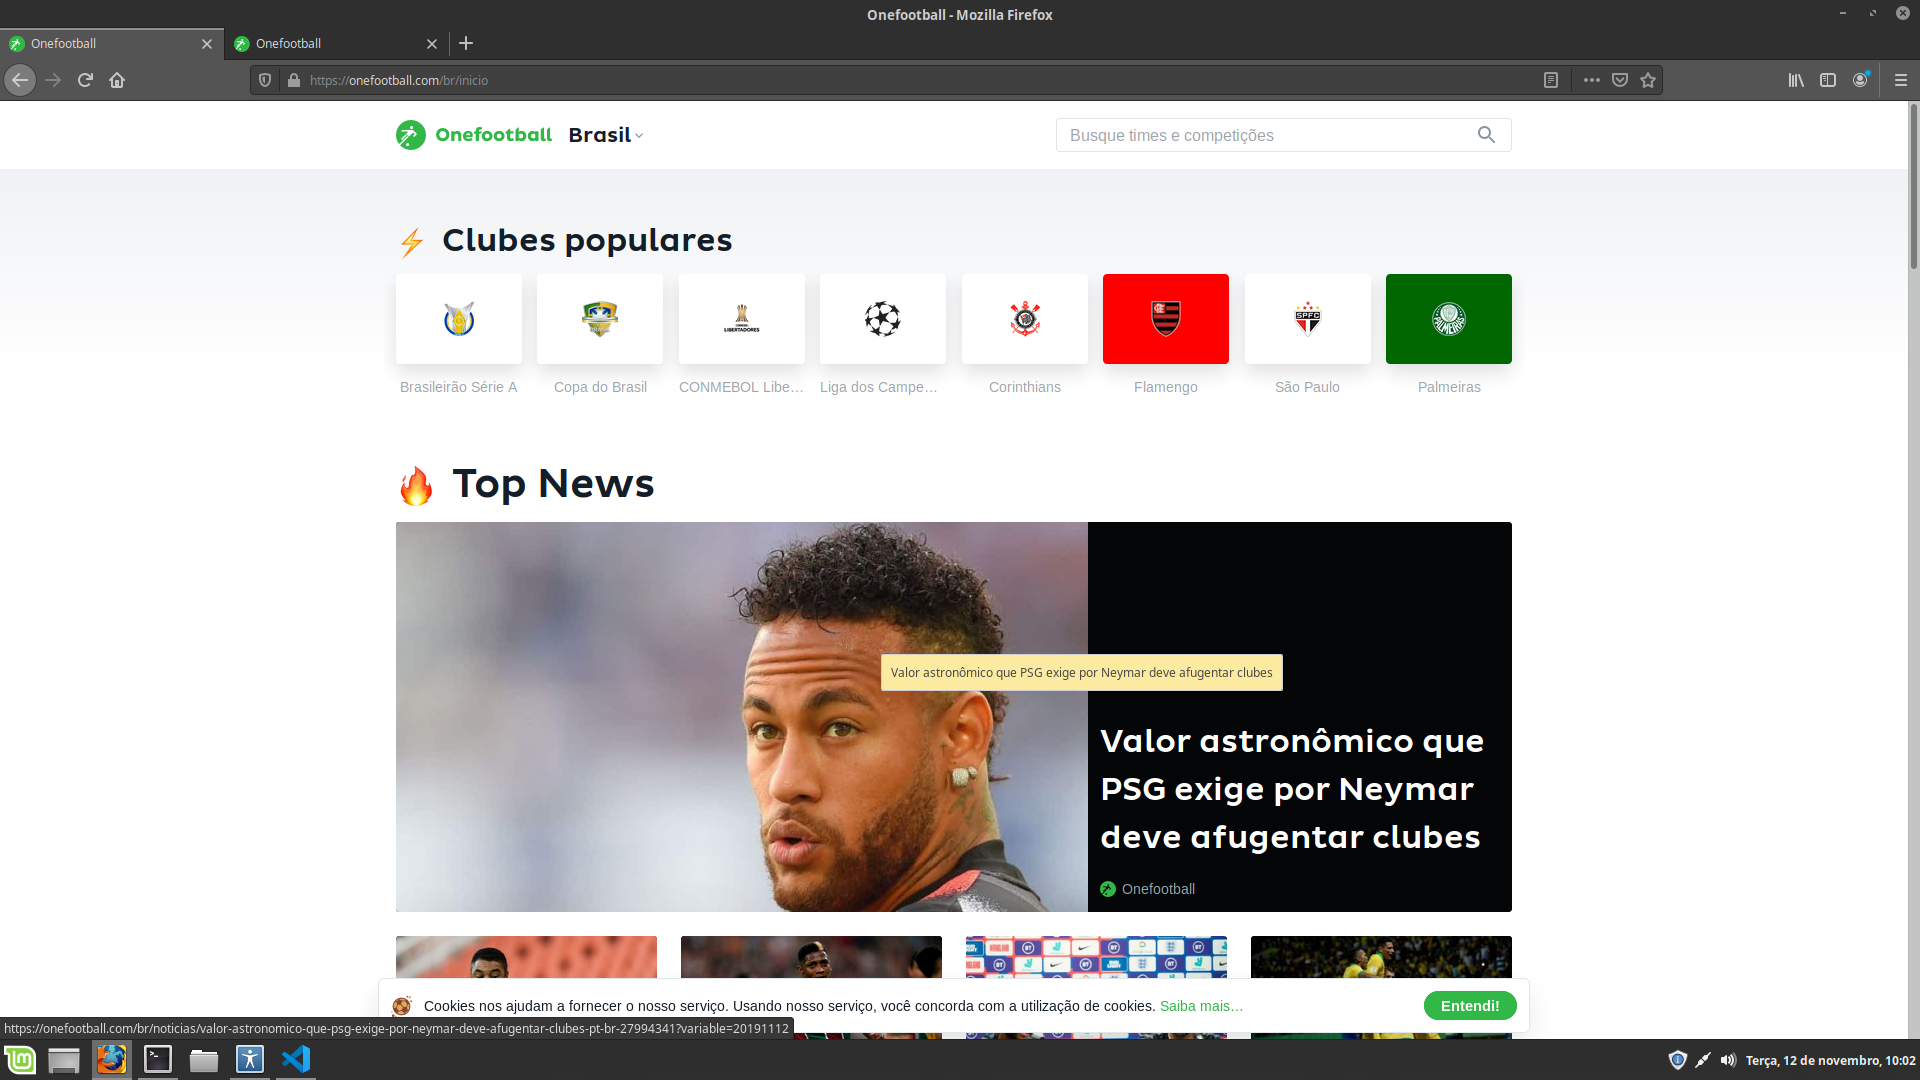 Onefootball - Mozilla Firefox
Onefootball
Onefootball
https://onefootball.com/br/inicio
Onefootball Brasil
Busque times e competições
Clubes populares
LIBERTADORES
SPFC
PALMEIRAS
Brasileirão Série A
Copa do Brasil
CONMEBOL Libe...
Liga dos Campe...
Corinthians
Flamengo
São Paulo
Palmeiras
Top News
Valor astronômico que PSG exige por Neymar deve afugentar clubes
Valor astronômico que
PSG exige por Neymar
deve afugentar clubes
Onefootball
Cookies nos ajudam a fornecer o nosso serviço. Usando nosso serviço, você concorda com a utilização de cookies. Saiba mais...
Entendi!
https://onefootball.com/br/noticias/valor-astronomico-que-psg-exige-por-neymar-deve-afugentar-clubes-pt-br-27994341?variable=20191112
Terça, 12 de novembro, 10:02